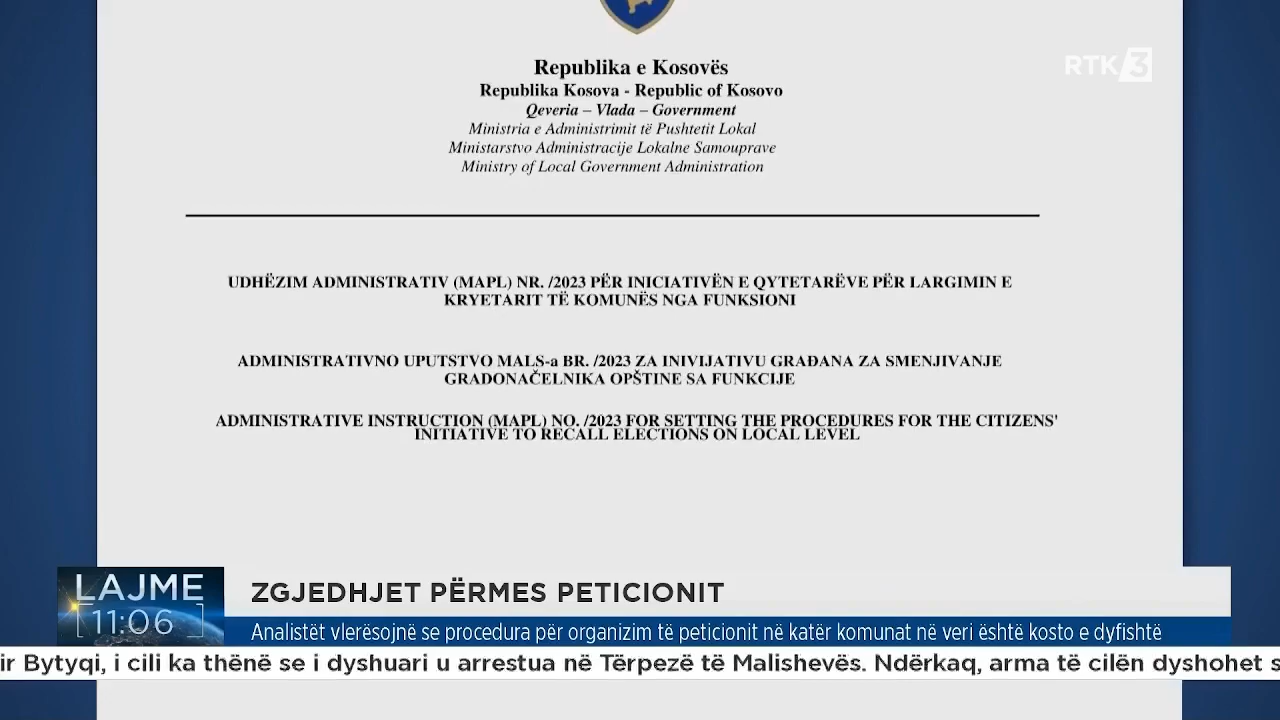 Republika e Kosovës
RTK 3
Republika Kosova - Republic of Kosovo
Qeveria – Vlada – Government
Ministria e Administrimit të Pushtetit Lokal
Ministarstvo Administracije Lokalne Samouprave
Ministry of Local Government Administration
UDHËZIM ADMINISTRATIV (MAPL) NR. /2023 PËR INICIATIVËN E QYTETARËVE PËR LARGIMIN E
KRYETARIT TË KOMUNËS NGA FUNKSIONI
ADMINISTRATIVNO UPUTSTVO MALS-a BR. /2023 ZA INIVIJATIVU GRAĐANA ZA SMENJIVANJE
GRADONAČELNIKA OPŠTINE SA FUNKCIJE
ADMINISTRATIVE INSTRUCTION (MAPL) NO. /2023 FOR SETTING THE PROCEDURES FOR THE CITIZENS'
INITIATIVE TO RECALL ELECTIONS ON LOCAL LEVEL
LAJME
11:06
ZGJEDHJET PËRMES PETICIONIT
Analistët vlerësojnë se procedura për organizim të peticionit në katër komunat në veri është kosto e dyfishtë
ir Bytyqi, i cili ka thënë se i dyshuari u arrestua në Tërpezë të Malishevës. Ndërkaq, arma të cilën dyshohet s